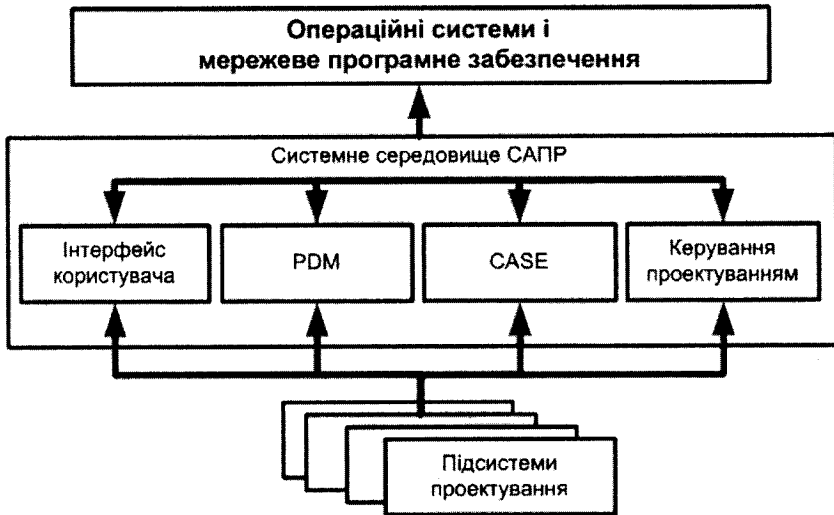 Операційні системи і
мережеве програмне забезпечення
Системне середовище САПР
Інтерфейс
користувача
PDM
CASE
Керування
проектуванням
Підсистеми
проектування